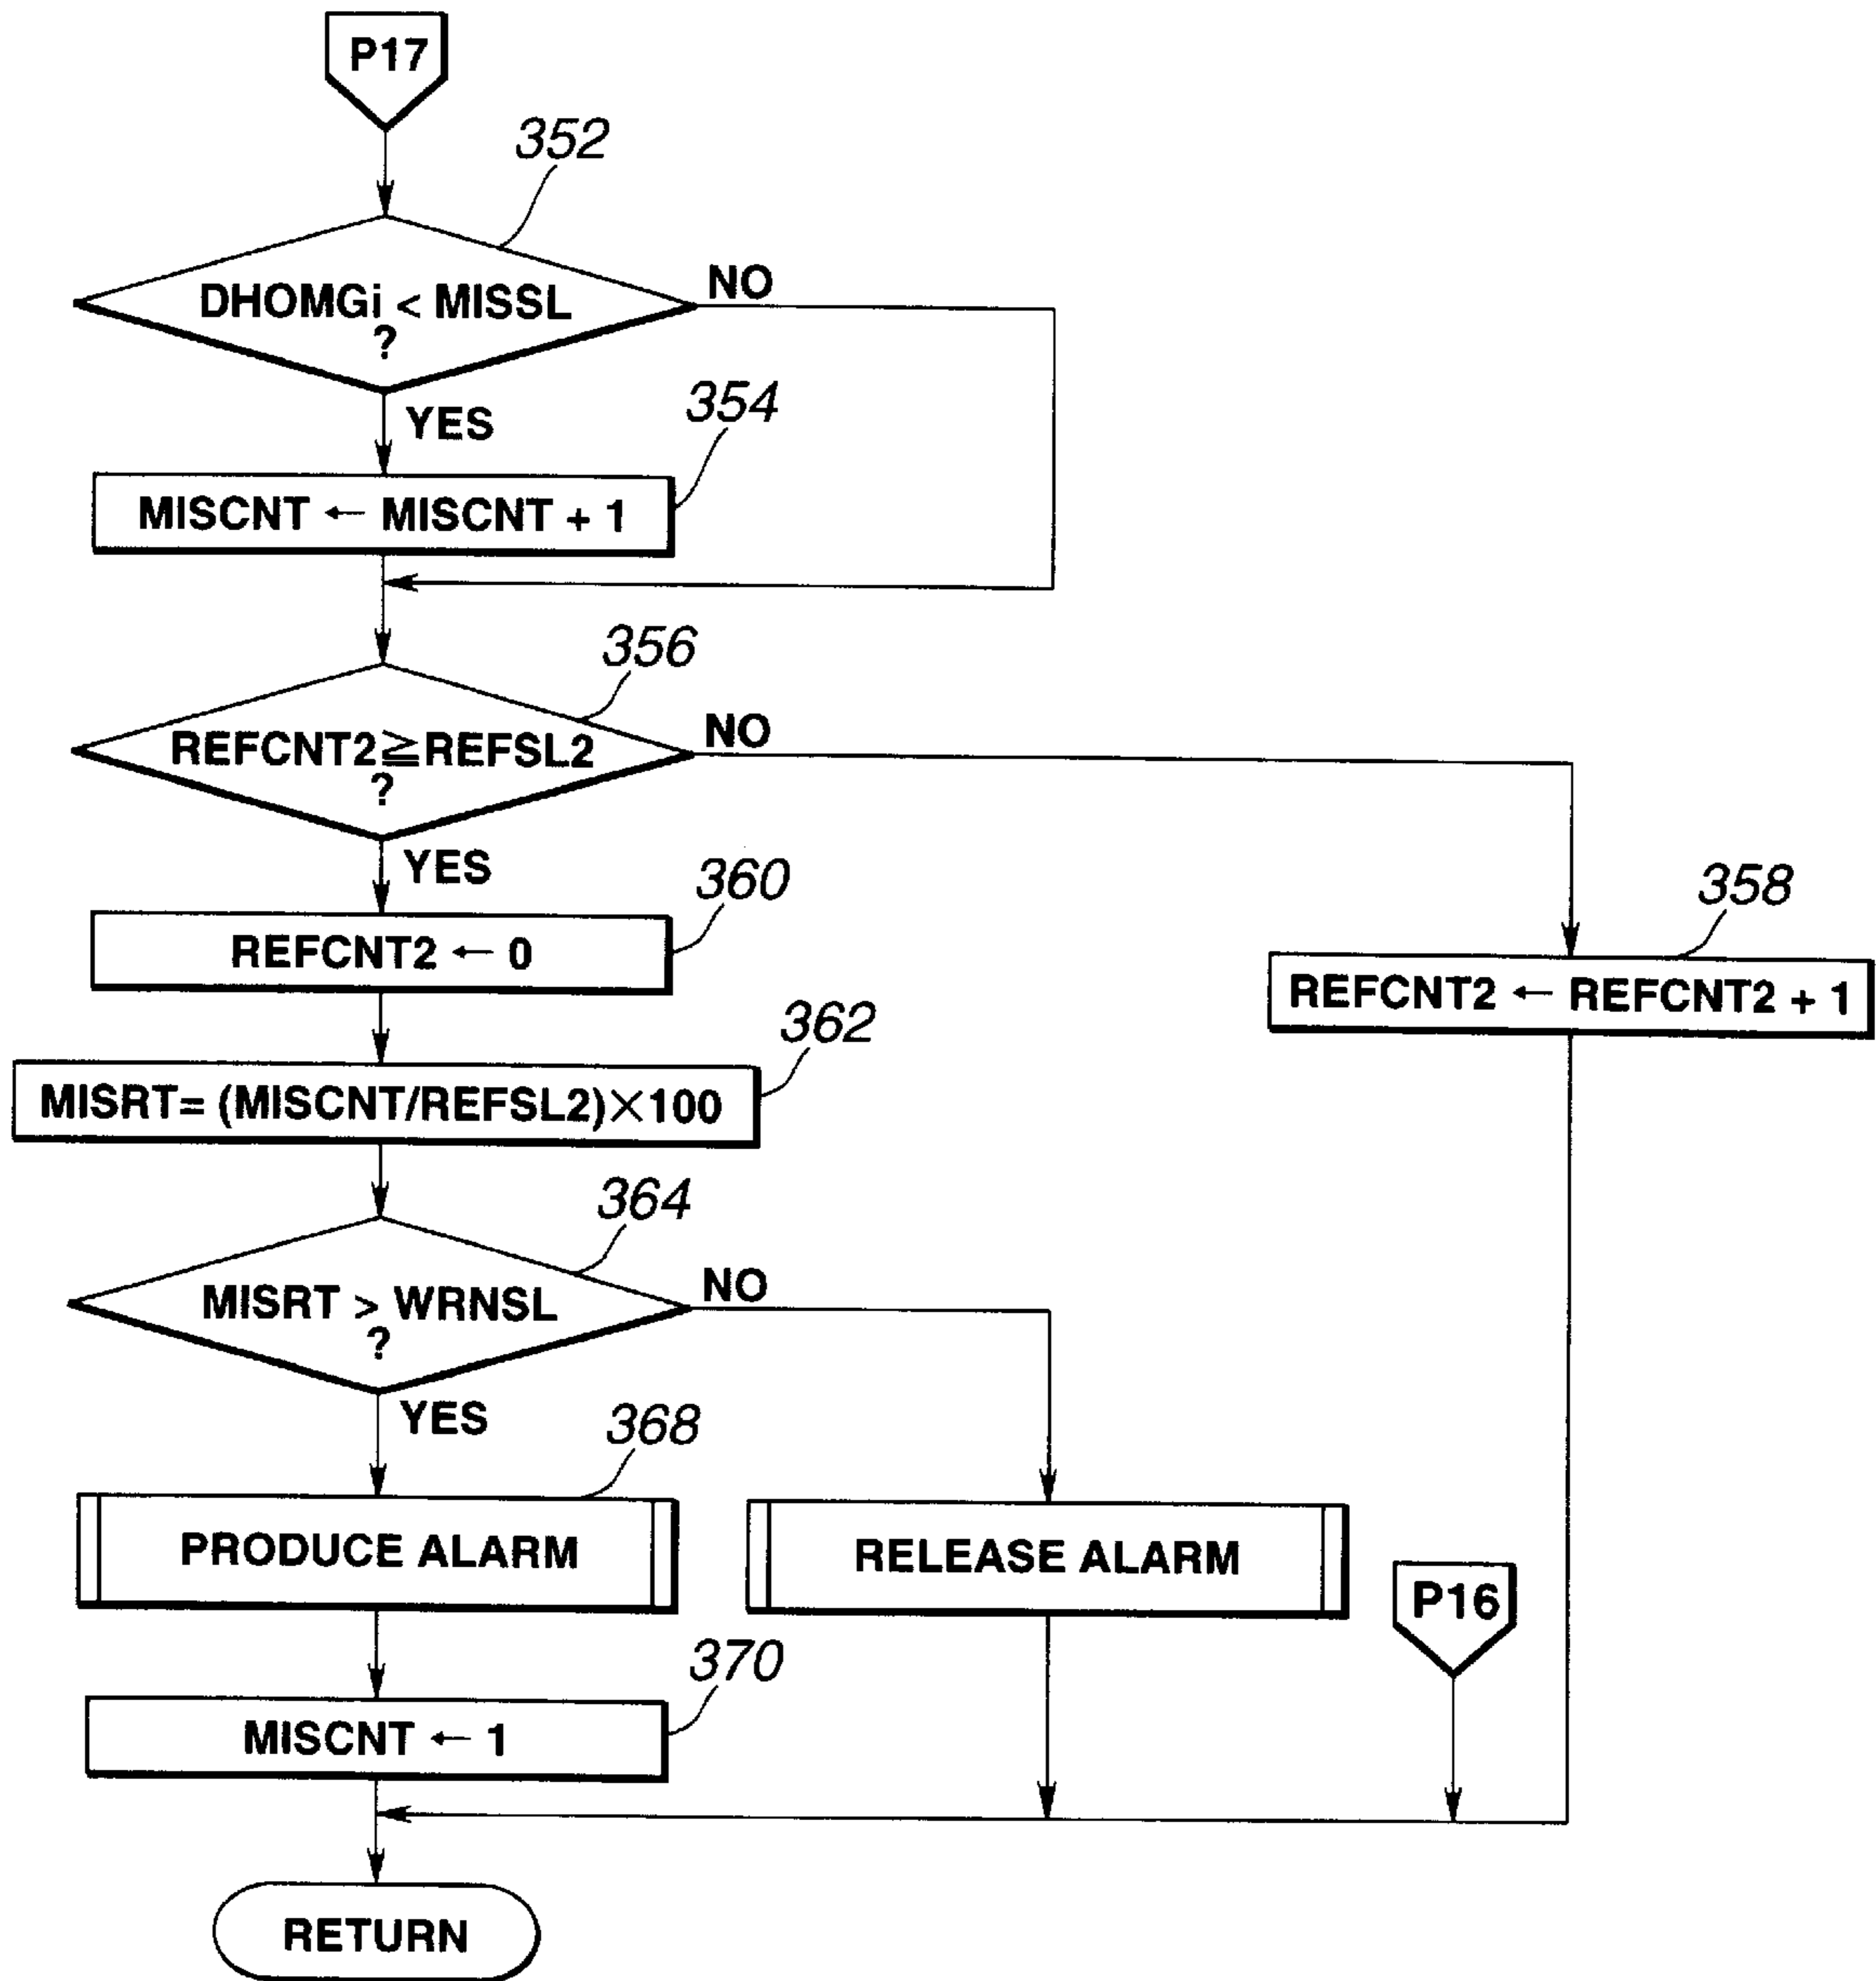 P17
352
DHOMGi < MISSL
?
NO
YES
354
MISCNT ← MISCNT + 1
356
REFCNT2≧REFSL2
?
NO
YES
360
REFCNT2 ← 0
358
REFCNT2 ← REFCNT2 + 1
362
MISRT= (MISCNT/REFSL2)×100
364
MISRT > WRNSL
?
NO
YES
368
PRODUCE ALARM
RELEASE ALARM
P16
370
MISCNT ← 1
RETURN